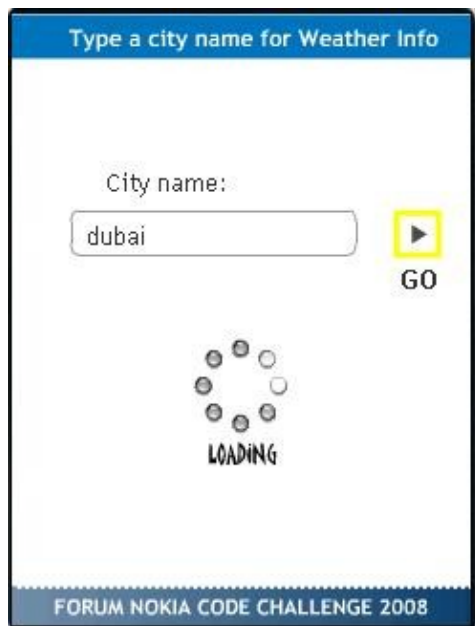 Type a city name for Weather Info
City name:
dubai
GO
LOADiNG
FORUM NOKIA CODE CHALLENGE 2008